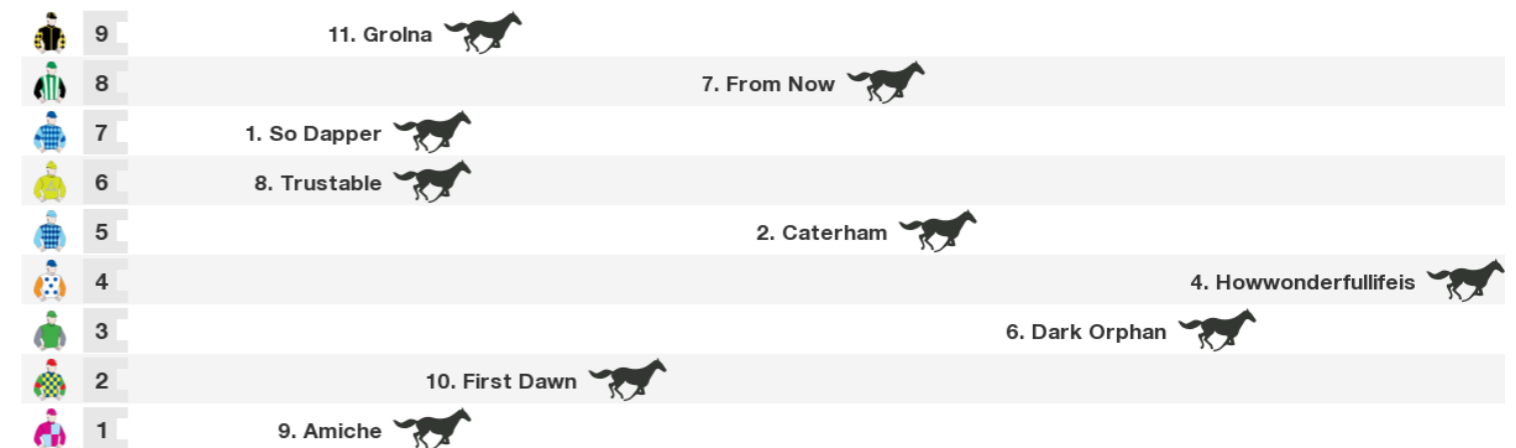 9 11. Grolna
8 7. From Now
7 1. So Dapper
6 8. Trustable
5 2. Caterham
4 4. Howwonderfullifeis
3 6. Dark Orphan
2 10. First Dawn
1 9. Amiche